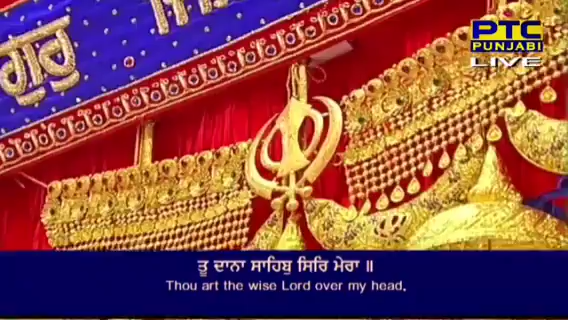 ਗੁਰੁ
PTC
PUNJABI
LIVE
ਤੂ ਦਾਨਾ ਸਾਹਿਬੁ ਸਿਰਿ ਮੇਰਾ ॥
Thou art the wise Lord over my head.